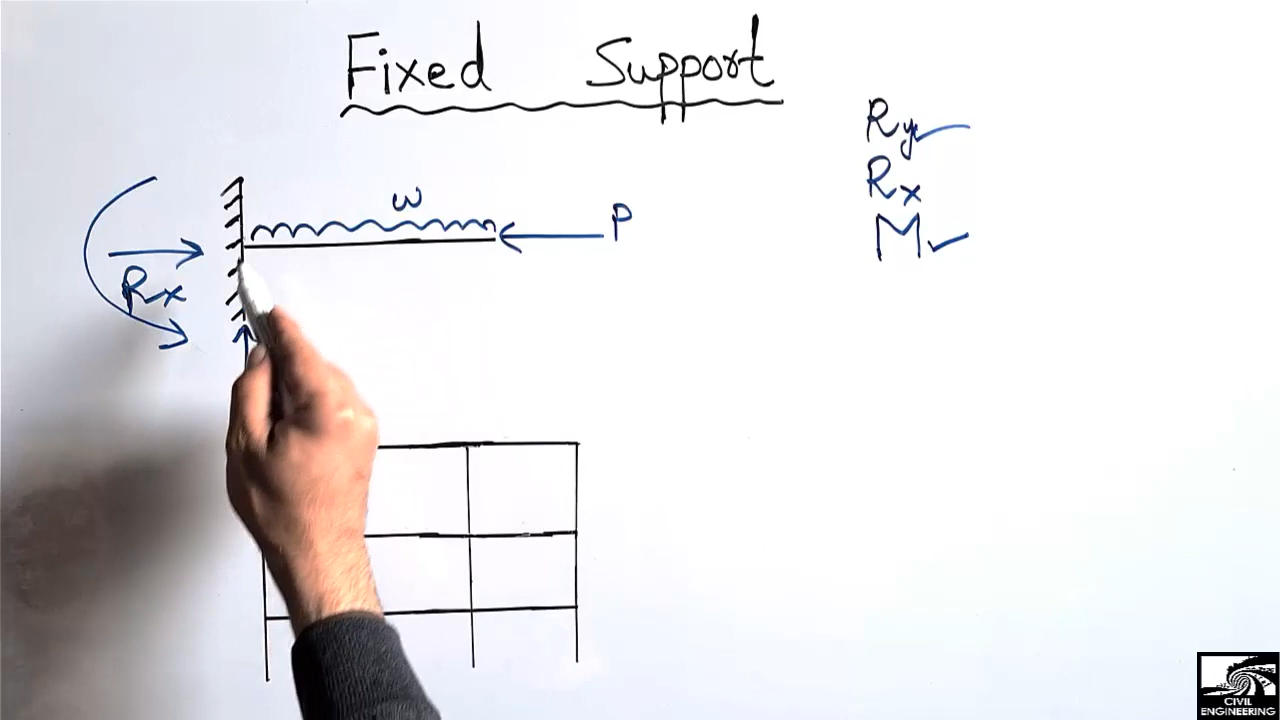 Fixed Support
Ry
Rx
M
w
P
Rx
CIVIL
ENGINEERING